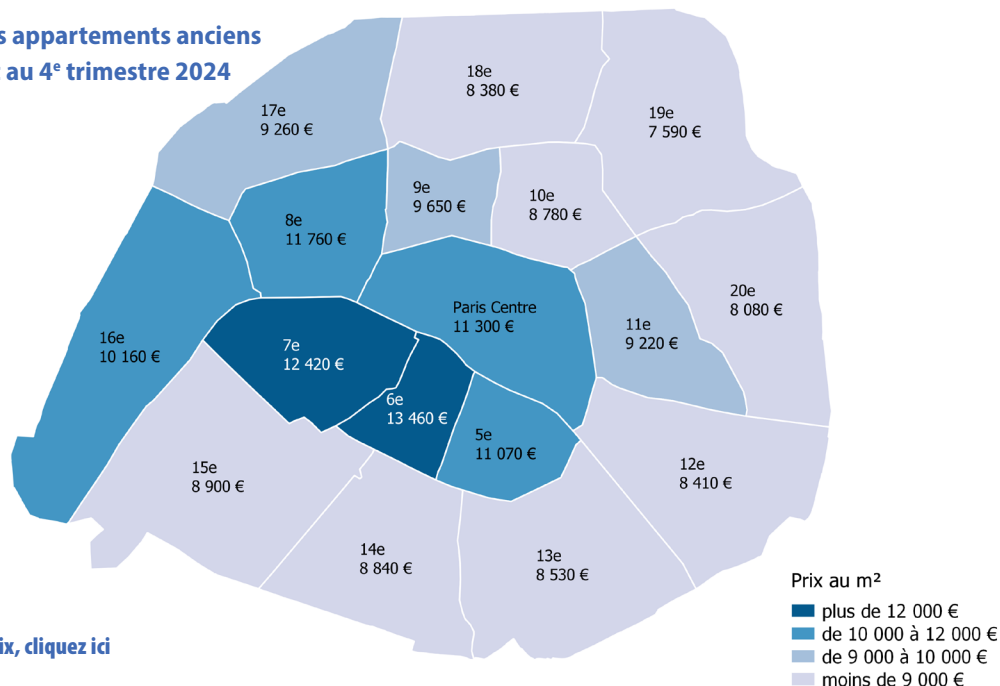 s appartements anciens
au 4e trimestre 2024
18e
8 380 €
17e
9 260 €
19e
7 590 €
9e
9 650 €
10e
8 780 €
8e
11 760 €
20e
8 080 €
Paris Centre
11 300 €
11e
9 220 €
16e
10 160 €
7e
12 420 €
6e
13 460 €
5e
11 070 €
15e
8 900 €
12e
8 410 €
14e
8 840 €
13e
8 530 €
Prix au m²
plus de 12 000 €
de 10 000 à 12 000 €
de 9 000 à 10 000 €
moins de 9 000 €
ix, cliquez ici